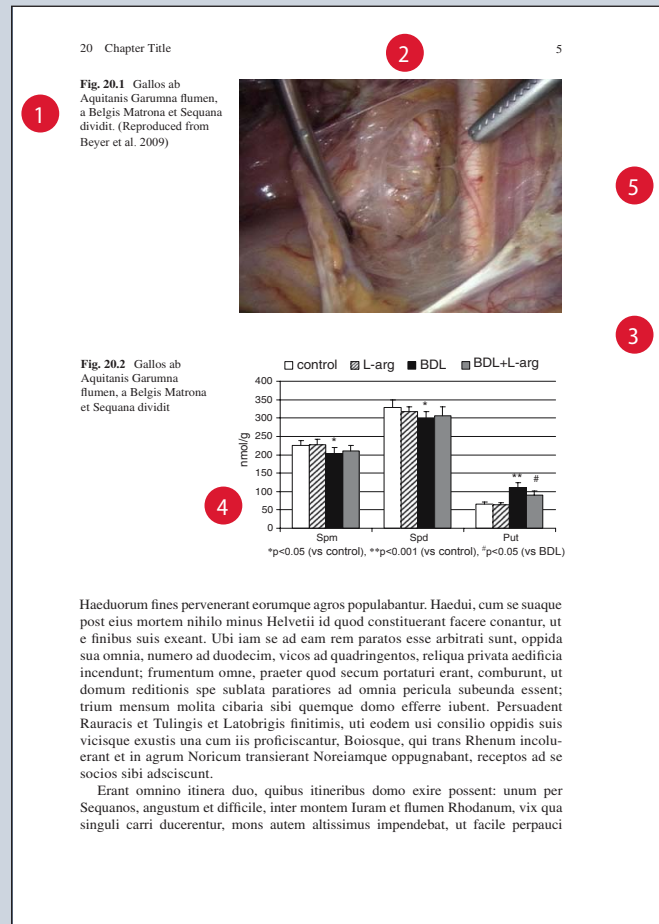 20 Chapter Title 5
2
Fig. 20.1 Gallos ab
Aquitanis Garumna flumen,
a Belgis Matrona et Sequana
dividit. (Reproduced from
Beyer et al. 2009)
1
5
3
Fig. 20.2 Gallos ab
Aquitanis Garumna
flumen, a Belgis Matrona
et Sequana dividit
control L-arg BDL BDL+L-arg
400
350
300
250
200
150
100
50
0
nmol/g
*
*
**
#
Spm Spd Put
*p<0.05 (vs control), **p<0.001 (vs control), #p<0.05 (vs BDL)
4
Haeduorum fines pervenerant eorumque agros populabantur. Haedui, cum se suaque
post eius mortem nihilo minus Helvetii id quod constituerant facere conantur, ut
e finibus suis exeant. Ubi iam se ad eam rem paratos esse arbitrati sunt, oppida
sua omnia, numero ad duodecim, vicos ad quadringentos, reliqua privata aedificia
incendunt; frumentum omne, praeter quod secum portaturi erant, comburunt, ut
domum reditionis spe sublata paratiores ad omnia pericula subeunda essent;
trium mensum molita cibaria sibi quemque domo efferre iubent. Persuadent
Rauracis et Tulingis et Latobrigis finitimis, uti eodem usi consilio oppidis suis
vicisque exustis una cum iis proficiscantur, Boiosque, qui trans Rhenum incolu-
erant et in agrum Noricum transierant Noreiamque oppugnabant, receptos ad se
socios sibi adsciscunt.
Erant omnino itinera duo, quibus itineribus domo exire possent: unum per
Sequanos, angustum et difficile, inter montem Iuram et flumen Rhodanum, vix qua
singuli carri ducerentur, mons autem altissimus impendebat, ut facile perpauci